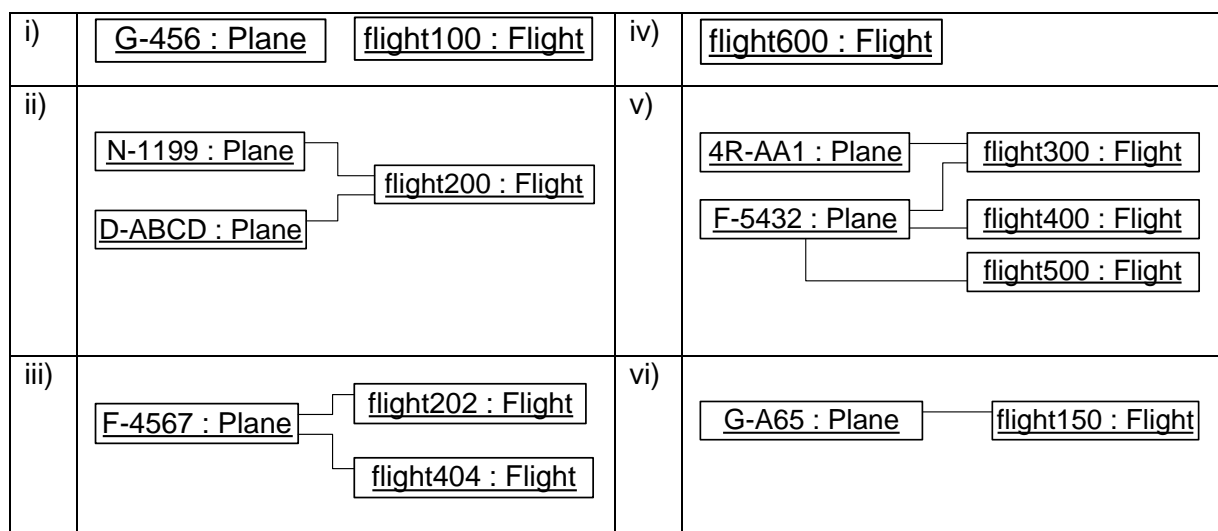 i)
G-456 : Plane
flight100 : Flight
iv)
flight600 : Flight
ii)
N-1199 : Plane
D-ABCD : Plane
flight200 : Flight
v)
4R-AA1 : Plane
flight300 : Flight
F-5432 : Plane
flight400 : Flight
flight500 : Flight
iii)
F-4567 : Plane
flight202 : Flight
flight404 : Flight
vi)
G-A65 : Plane
flight150 : Flight